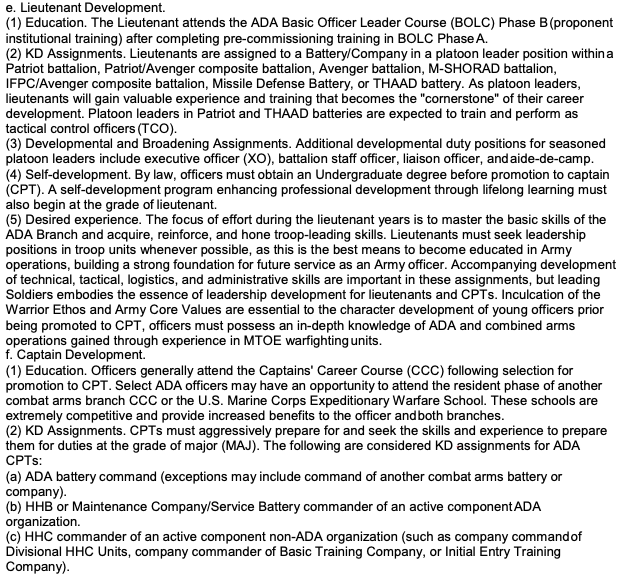 e. Lieutenant Development.
(1) Education. The Lieutenant attends the ADA Basic Officer Leader Course (BOLC) Phase B (proponent
institutional training) after completing pre-commissioning training in BOLC Phase A.
(2) KD Assignments. Lieutenants are assigned to a Battery/Company in a platoon leader position within a
Patriot battalion, Patriot/Avenger composite battalion, Avenger battalion, M-SHORAD battalion,
IFPC/Avenger composite battalion, Missile Defense Battery, or THAAD battery. As platoon leaders,
lieutenants will gain valuable experience and training that becomes the "cornerstone" of their career
development. Platoon leaders in Patriot and THAAD batteries are expected to train and perform as
tactical control officers (TCO).
(3) Developmental and Broadening Assignments. Additional developmental duty positions for seasoned
platoon leaders include executive officer (XO), battalion staff officer, liaison officer, and aide-de-camp.
(4) Self-development. By law, officers must obtain an Undergraduate degree before promotion to captain
(CPT). A self-development program enhancing professional development through lifelong learning must
also begin at the grade of lieutenant.
(5) Desired experience. The focus of effort during the lieutenant years is to master the basic skills of the
ADA Branch and acquire, reinforce, and hone troop-leading skills. Lieutenants must seek leadership
positions in troop units whenever possible, as this is the best means to become educated in Army
operations, building a strong foundation for future service as an Army officer. Accompanying development
of technical, tactical, logistics, and administrative skills are important in these assignments, but leading
Soldiers embodies the essence of leadership development for lieutenants and CPTs. Inculcation of the
Warrior Ethos and Army Core Values are essential to the character development of young officers prior
being promoted to CPT, officers must possess an in-depth knowledge of ADA and combined arms
operations gained through experience in MTOE warfighting units.
f. Captain Development.
(1) Education. Officers generally attend the Captains' Career Course (CCC) following selection for
promotion to CPT. Select ADA officers may have an opportunity to attend the resident phase of another
combat arms branch CCC or the U.S. Marine Corps Expeditionary Warfare School. These schools are
extremely competitive and provide increased benefits to the officer and both branches.
(2) KD Assignments. CPTs must aggressively prepare for and seek the skills and experience to prepare
them for duties at the grade of major (MAJ). The following are considered KD assignments for ADA
CPTs:
(a) ADA battery command (exceptions may include command of another combat arms battery or
company).
(b) HHB or Maintenance Company/Service Battery commander of an active component ADA
organization.
(c) HHC commander of an active component non-ADA organization (such as company command of
Divisional HHC Units, company commander of Basic Training Company, or Initial Entry Training
Company).